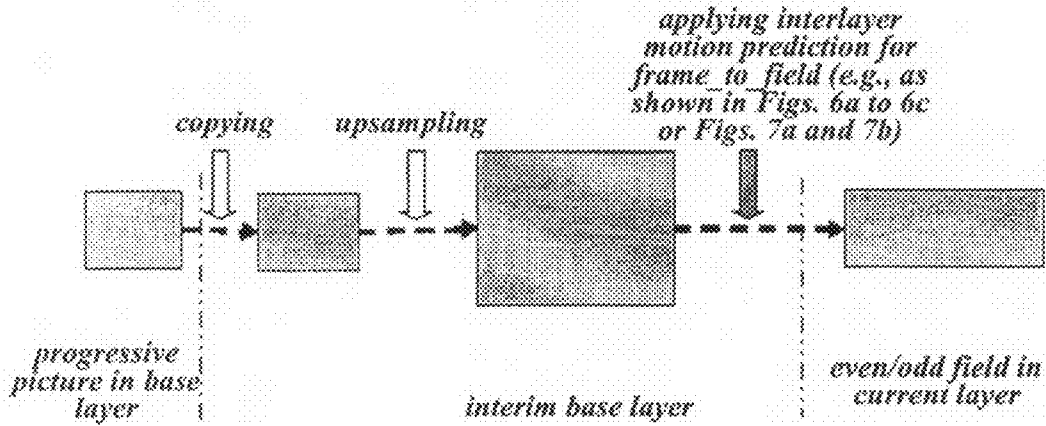 applying interlayer
motion prediction for
frame_to_field (e.g., as
shown in Figs. 6a to 6c
or Figs. 7a and 7b)
copying
upsampling
progressive
picture in base
layer
interim base layer
even/odd field in
current layer